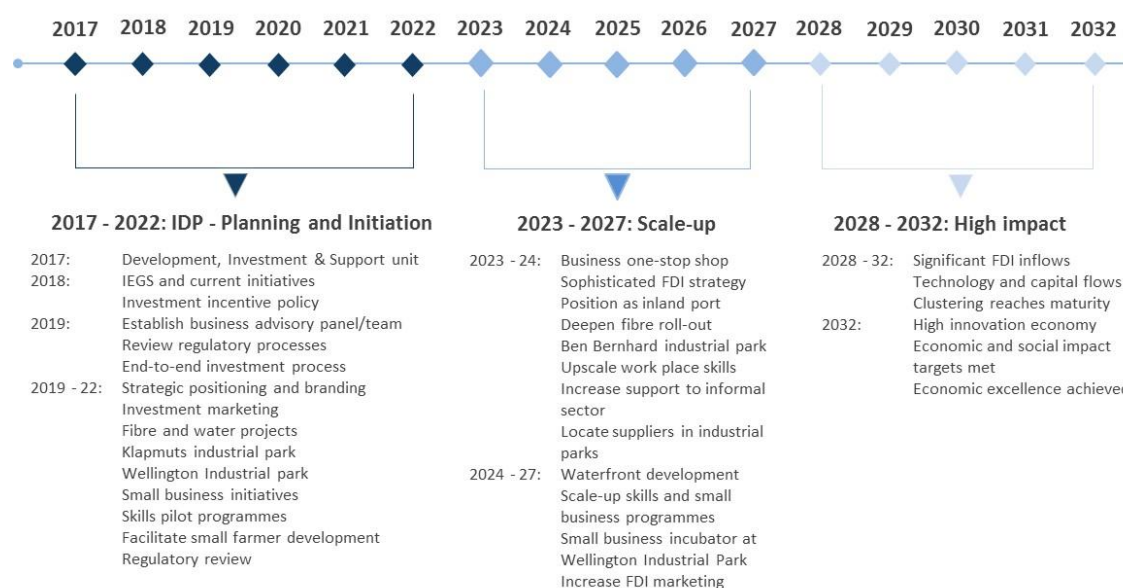 2017 2018 2019 2020 2021 2022 2023 2024 2025 2026 2027 2028 2029 2030 2031 2032
2017 - 2022: IDP - Planning and Initiation
2017: Development, Investment & Support unit
2018: IEGS and current initiatives
Investment incentive policy
2019: Establish business advisory panel/team
Review regulatory processes
End-to-end investment process
2019 - 22: Strategic positioning and branding
Investment marketing
Fibre and water projects
Klapmuts industrial park
Wellington Industrial park
Small business initiatives
Skills pilot programmes
Facilitate small farmer development
Regulatory review
2023 - 2027: Scale-up
2023 - 24: Business one-stop shop
Sophisticated FDI strategy
Position as inland port
Deepen fibre roll-out
Ben Bernhard industrial park
Upscale work place skills
Increase support to informal
sector
Locate suppliers in industrial
parks
2024 - 27: Waterfront development
Scale-up skills and small
business programmes
Small business incubator at
Wellington Industrial Park
Increase FDI marketing
2028 - 2032: High impact
2028 - 32: Significant FDI inflows
Technology and capital flows
Clustering reaches maturity
2032: High innovation economy
Economic and social impact
targets met
Economic excellence achieved